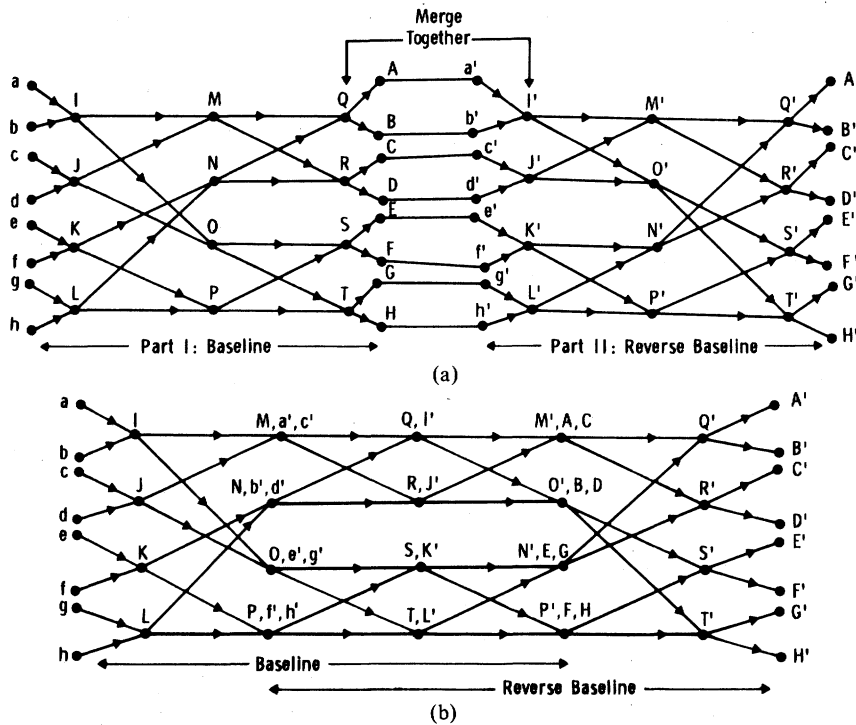 Merge
Together
A a' A
a I M Q I' M' Q'
b B b' B'
c C c' C'
J N R J' O' R'
d D d' D'
e E e' E'
K O S K' N' S'
f F f' F'
g G g' G'
L P T L' P' T'
h H h' H'
Part I: Baseline Part II: Reverse Baseline
(a)
a I M, a', c' Q, I' M', A, C Q' A'
b B'
c C'
J N, b', d' R, J' O', B, D R'
d D'
e E'
K O, e', g' S, K' N', E, G S'
f F'
g G'
L P, f', h' T, L' P', F, H T'
h H'
Baseline
Reverse Baseline
(b)